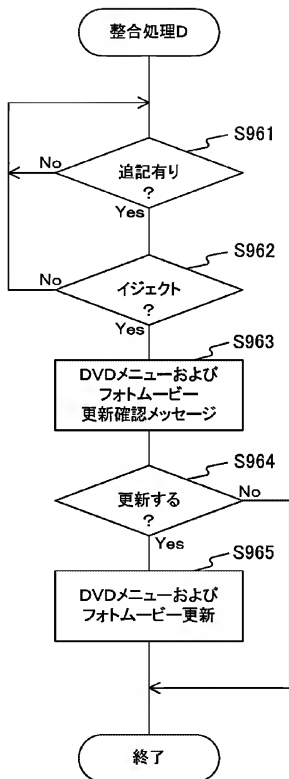 整合処理D
S961
No
追記有り
?
Yes
S962
No
イジェクト
?
Yes
S963
DVDメニューおよび
フォトムービー
更新確認メッセージ
S964
更新する
No
?
Yes
S965
DVDメニューおよび
フォトムービー更新
終了